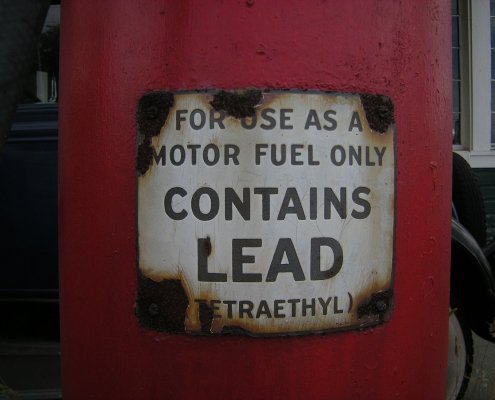 FOR USE AS A
MOTOR FUEL ONLY
CONTAINS
LEAD
(TETRAETHYL)